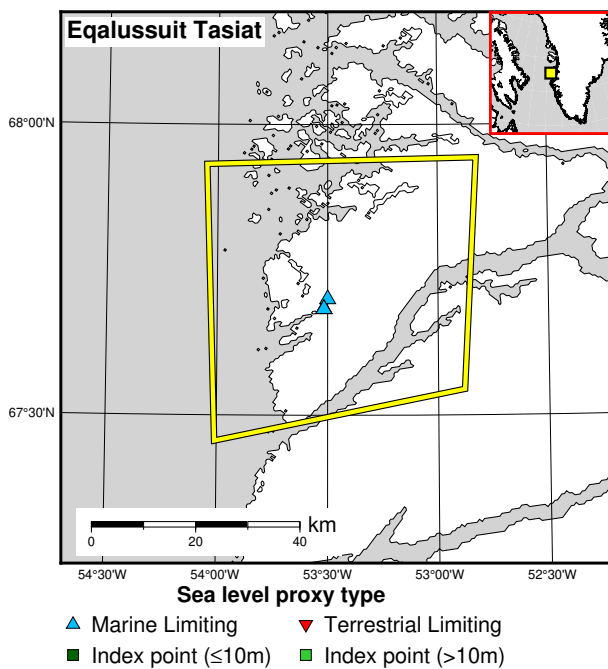 Eqalussuit Tasiat
68°00'N
67°30'N
km
0 20 40
54°30'W 54°00'W 53°30'W 53°00'W 52°30'W
Sea level proxy type
Marine Limiting Terrestrial Limiting
Index point (≤10m) Index point (>10m)